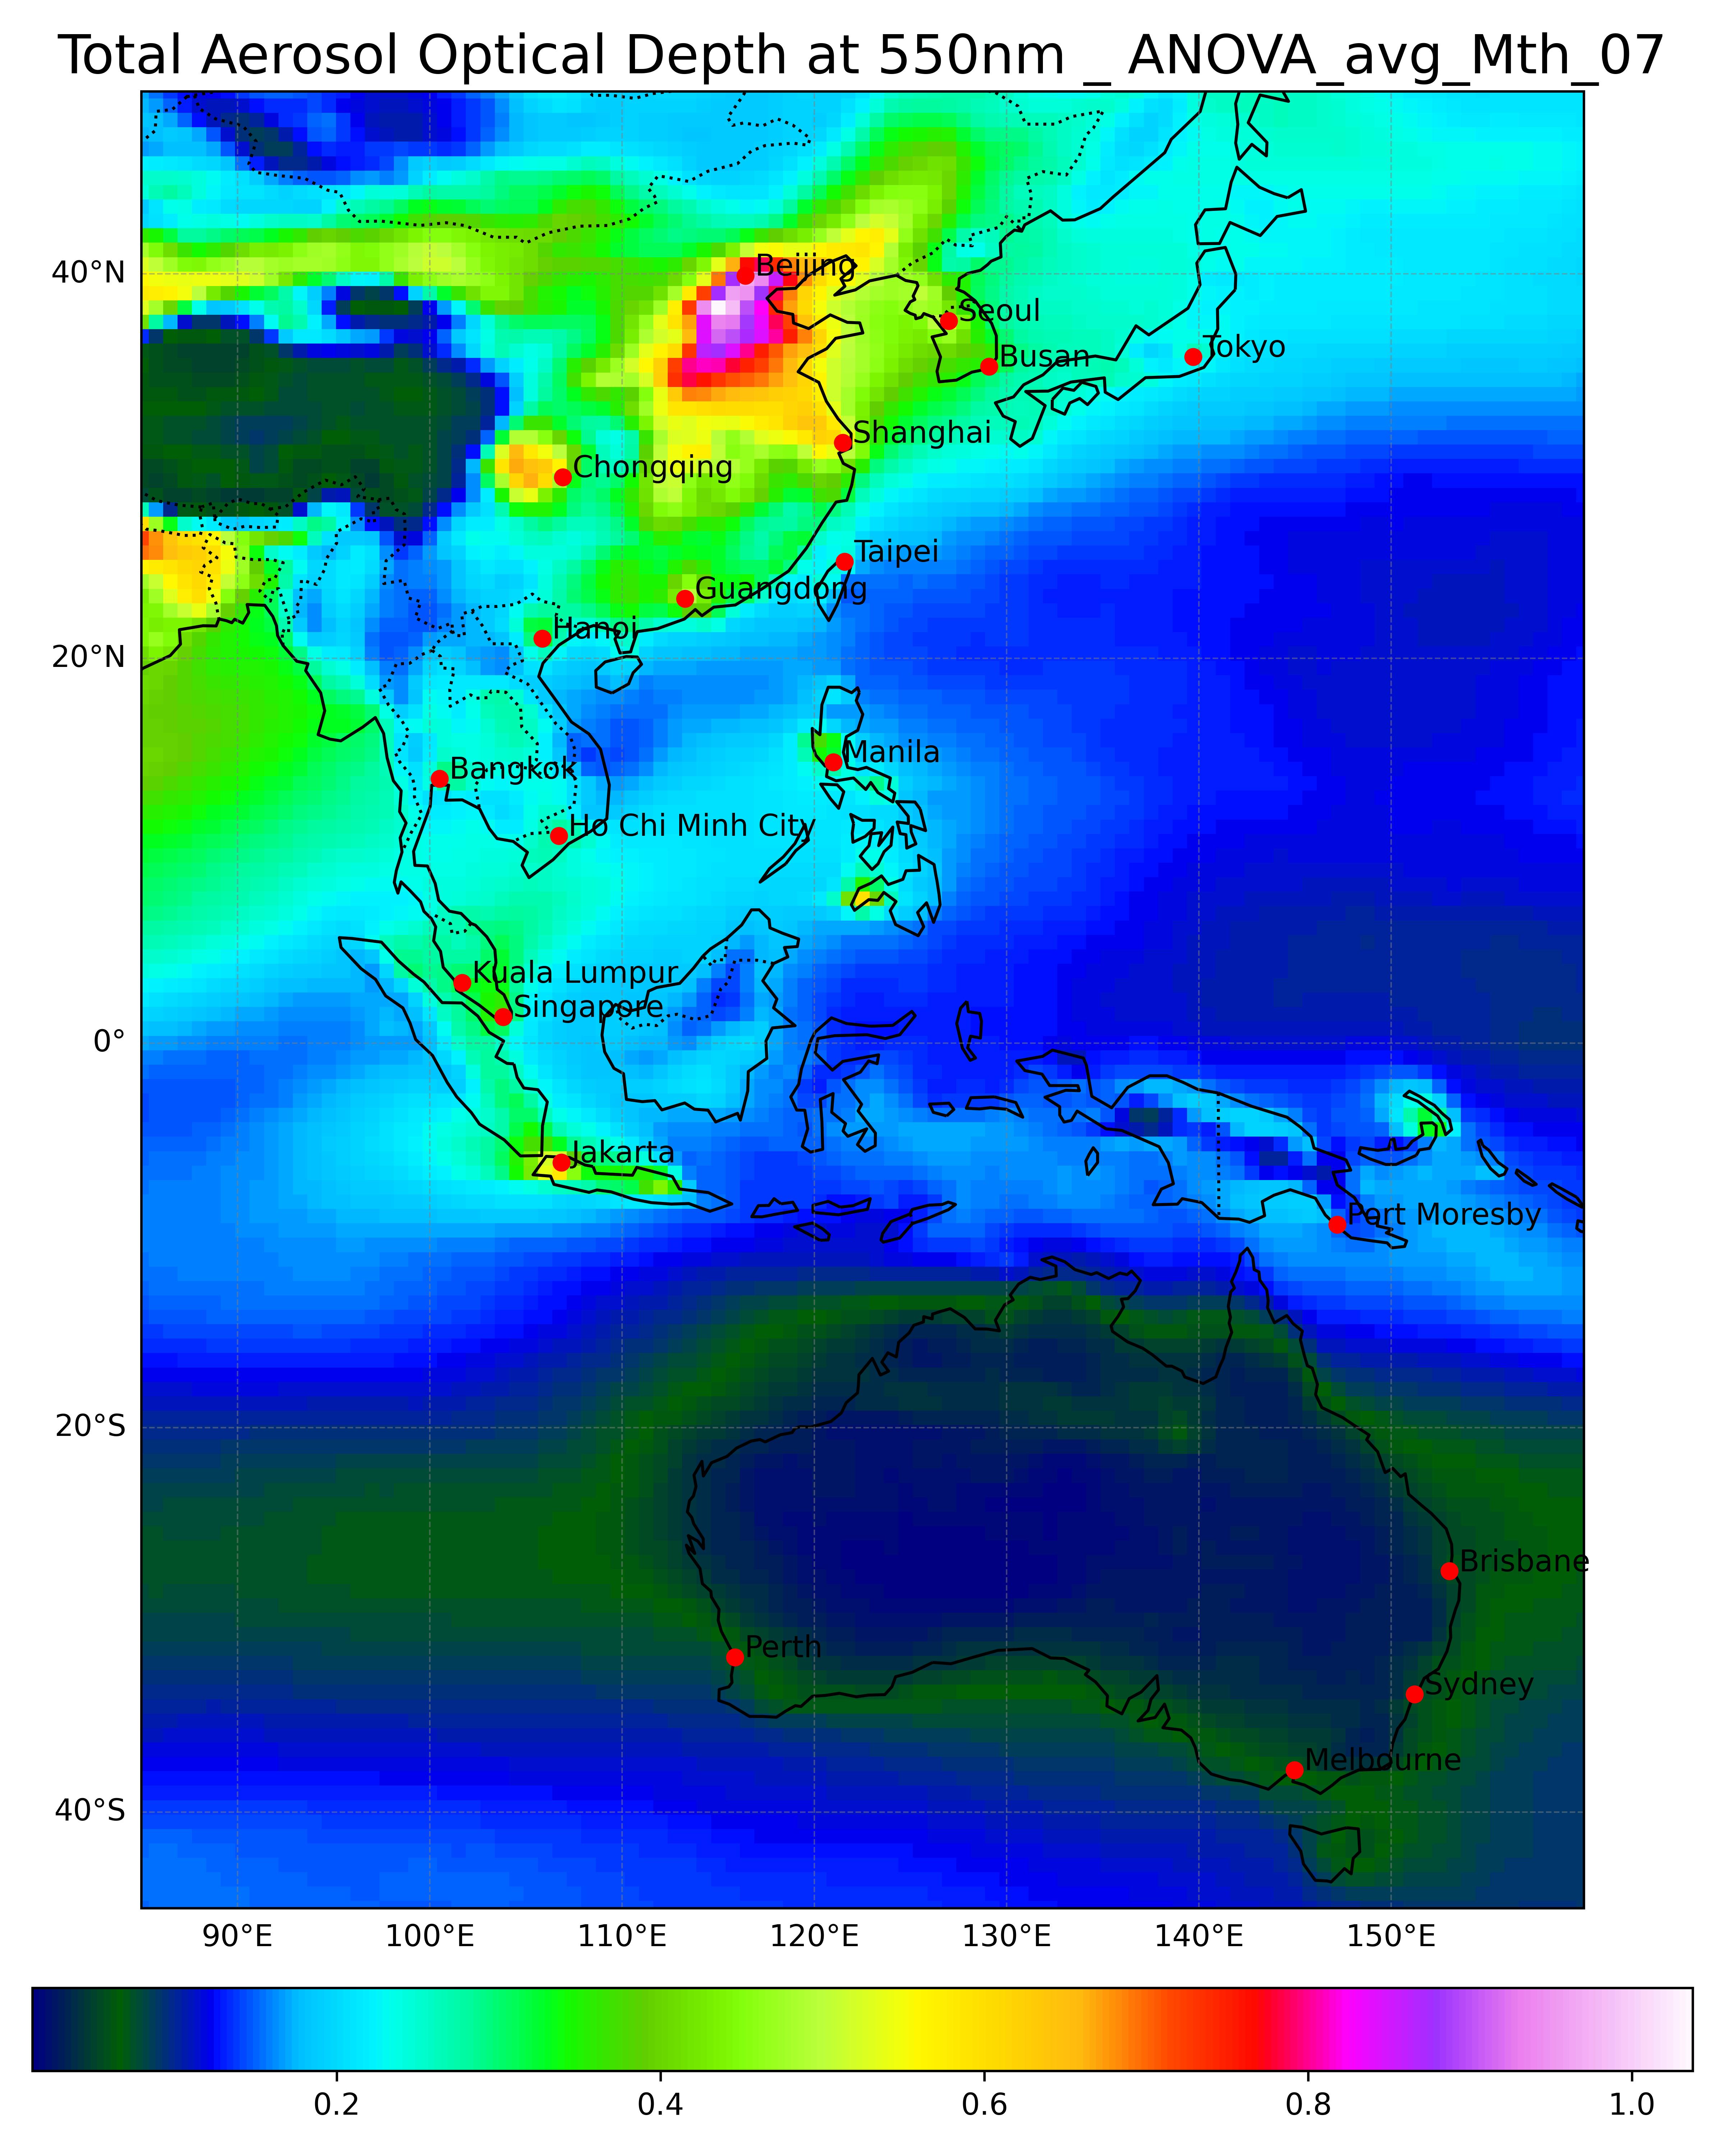 Total Aerosol Optical Depth at 550nm _ ANOVA_avg_Mth_07
40°N
20°N
0°
20°S
40°S
Beijing
Seoul
Tokyo
Busan
Shanghai
Chongqing
Taipei
Guangdong
Hanoi
Manila
Bangkok
Ho Chi Minh City
Kuala Lumpur
Singapore
Jakarta
Port Moresby
Brisbane
Perth
Sydney
Melbourne
90°E 100°E 110°E 120°E 130°E 140°E 150°E
0.2 0.4 0.6 0.8 1.0